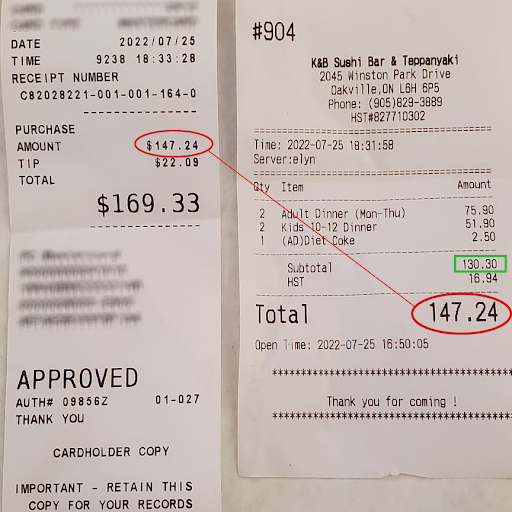 DATE 2022/07/25
TIME 9238 18:33:28
RECEIPT NUMBER
C82028221-001-001-164-0
PURCHASE
AMOUNT $147.24
TIP $22.09
TOTAL
$169.33
APPROVED
AUTH# 09856Z 01-027
THANK YOU
CARDHOLDER COPY
IMPORTANT - RETAIN THIS
COPY FOR YOUR RECORDS
#904
K&B Sushi Bar & Teppanyaki
2045 Winston Park Drive
Oakville,ON L6H 6P5
Phone: (905)829-3889
HST#827710302
Time: 2022-07-25 18:31:58
Server:elyn
Qty Item Amount
2 Adult Dinner (Mon-Thu) 75.90
2 Kids 10-12 Dinner 51.90
1 (AD)Diet Coke 2.50
Subtotal 130.30
HST 16.94
Total 147.24
Open Time: 2022-07-25 16:50:05
****************************************
Thank you for coming !
****************************************